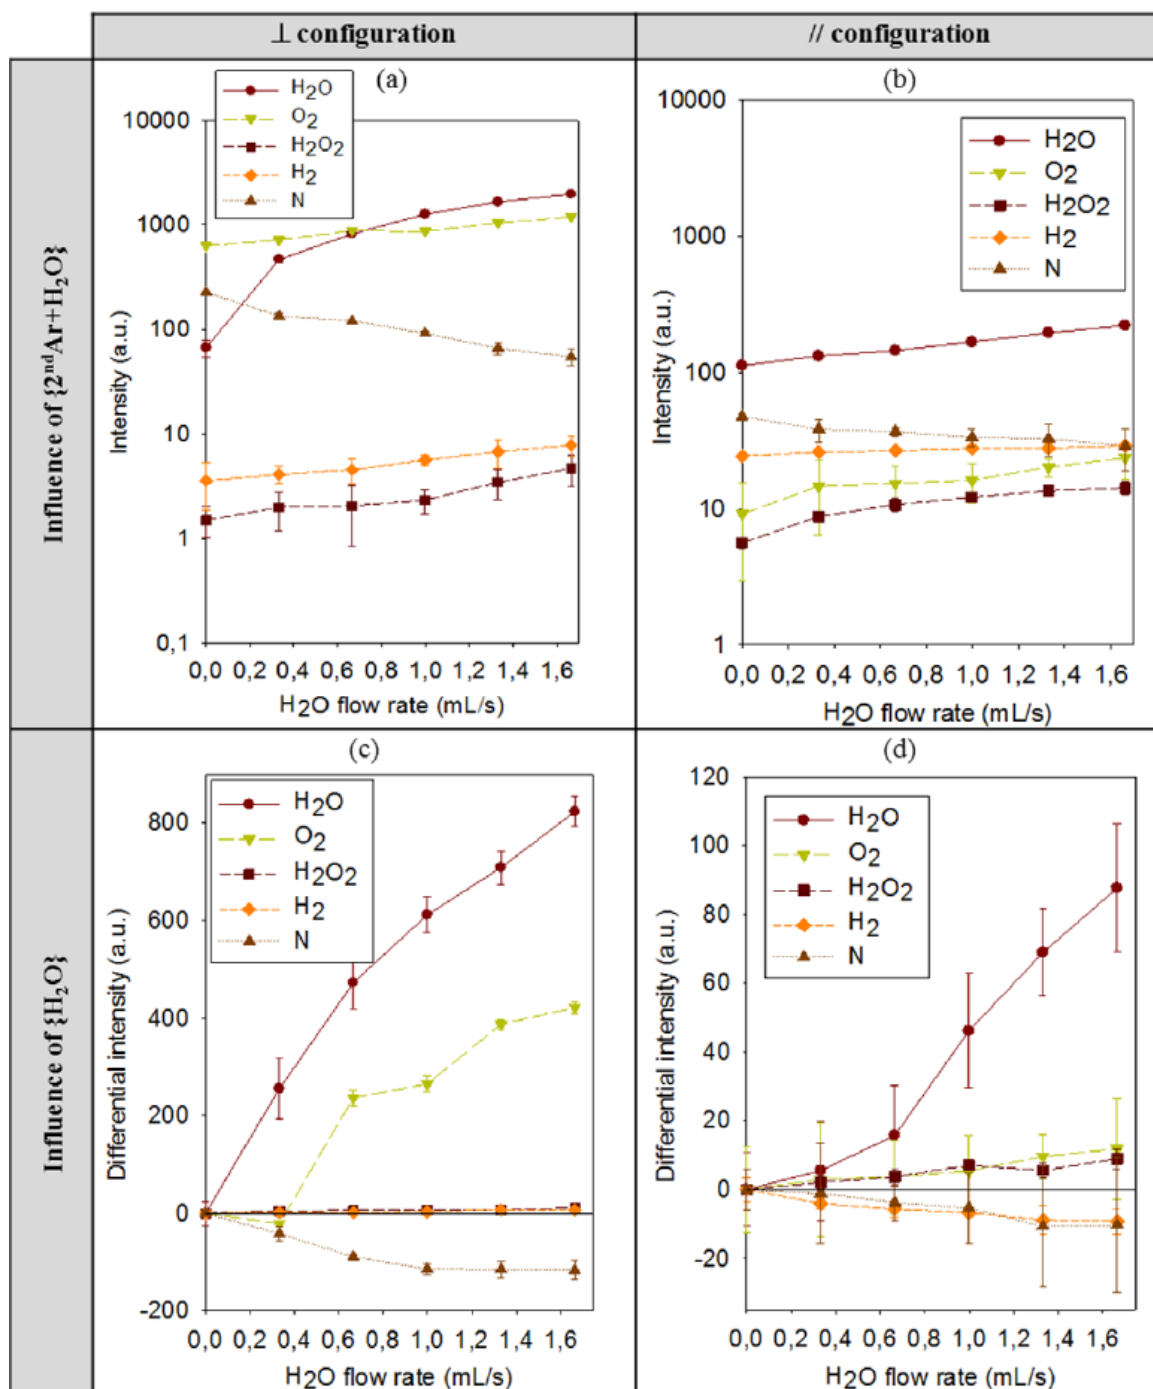 ⊥ configuration
// configuration
Influence of {2ndAr+H2O}
(a)
H2O
O2
H2O2
H2
N
10000
1000
100
10
1
0,1
Intensity (a.u.)
0,0 0,2 0,4 0,6 0,8 1,0 1,2 1,4 1,6
H2O flow rate (mL/s)
(b)
H2O
O2
H2O2
H2
N
10000
1000
100
10
1
Intensity (a.u.)
0,0 0,2 0,4 0,6 0,8 1,0 1,2 1,4 1,6
H2O flow rate (mL/s)
Influence of {H2O}
(c)
H2O
O2
H2O2
H2
N
800
600
400
200
0
-200
Differential intensity (a.u.)
0,0 0,2 0,4 0,6 0,8 1,0 1,2 1,4 1,6
H2O flow rate (mL/s)
(d)
H2O
O2
H2O2
H2
N
120
100
80
60
40
20
0
-20
Differential intensity (a.u.)
0,0 0,2 0,4 0,6 0,8 1,0 1,2 1,4 1,6
H2O flow rate (mL/s)